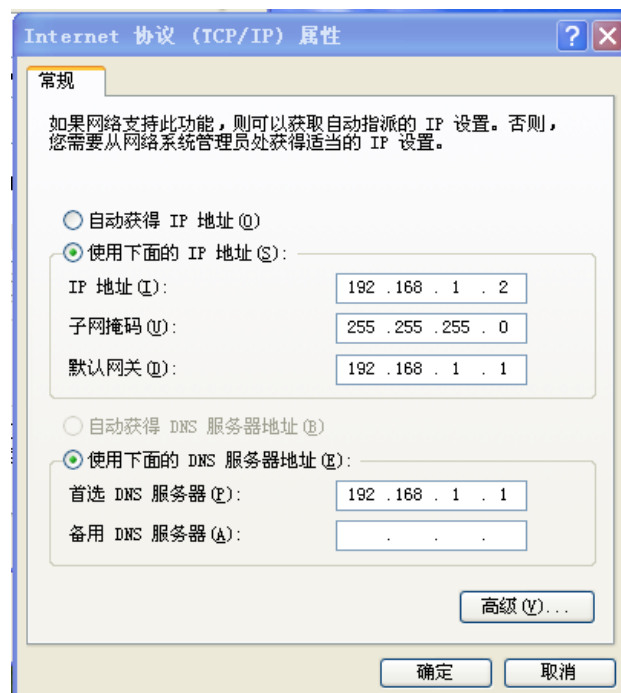 Internet 协议 (TCP/IP) 属性
常规
如果网络支持此功能,则可以获取自动指派的 IP 设置。否则,
您需要从网络系统管理员处获得适当的 IP 设置。
自动获得 IP 地址(O)
使用下面的 IP 地址(S):
IP 地址(I): 192 .168 . 1 . 2
子网掩码(U): 255 .255 .255 . 0
默认网关(D): 192 .168 . 1 . 1
自动获得 DNS 服务器地址(B)
使用下面的 DNS 服务器地址(E):
首选 DNS 服务器(P): 192 .168 . 1 . 1
备用 DNS 服务器(A): . . .
高级(V)...
确定 取消